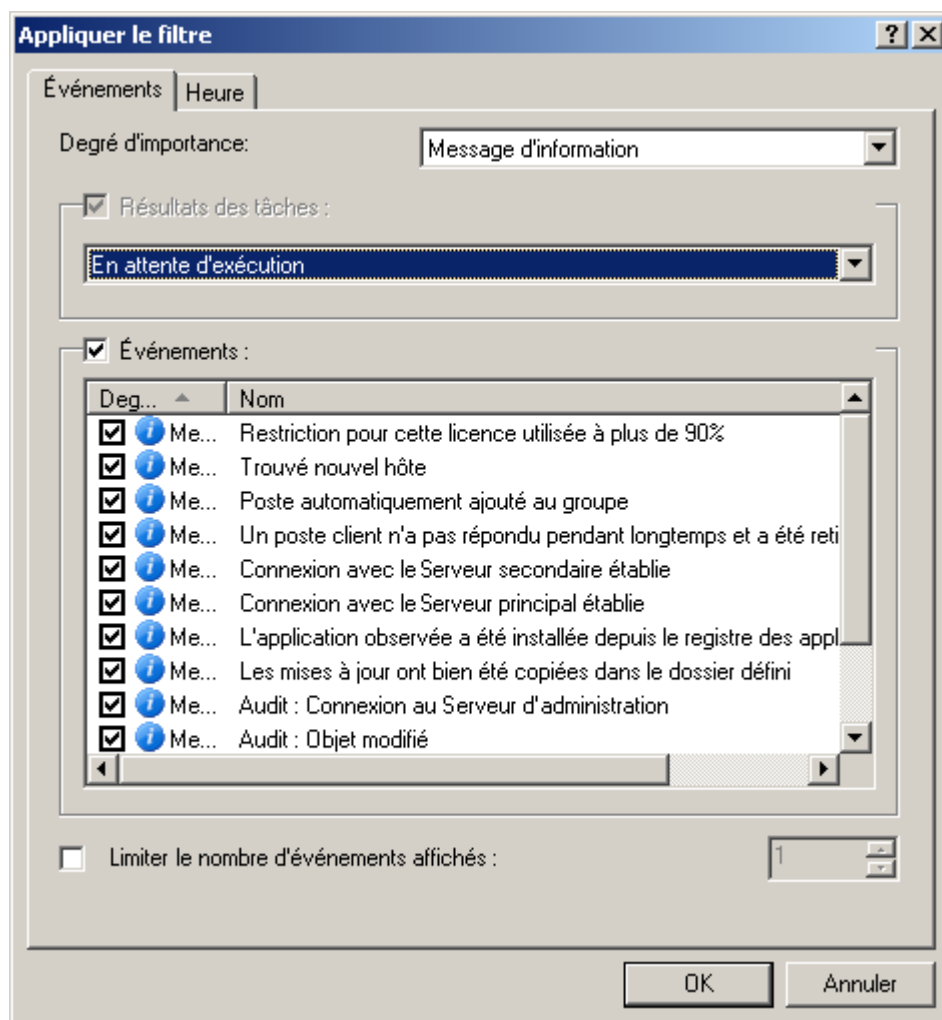 Appliquer le filtre
Événements Heure
Degré d'importance: Message d'information
Résultats des tâches :
En attente d'exécution
Événements :
Deg... Nom
Me... Restriction pour cette licence utilisée à plus de 90%
Me... Trouvé nouvel hôte
Me... Poste automatiquement ajouté au groupe
Me... Un poste client n'a pas répondu pendant longtemps et a été reti
Me... Connexion avec le Serveur secondaire établie
Me... Connexion avec le Serveur principal établie
Me... L'application observée a été installée depuis le registre des appl
Me... Les mises à jour ont bien été copiées dans le dossier défini
Me... Audit : Connexion au Serveur d'administration
Me... Audit : Objet modifié
Limiter le nombre d'événements affichés : 1
OK Annuler